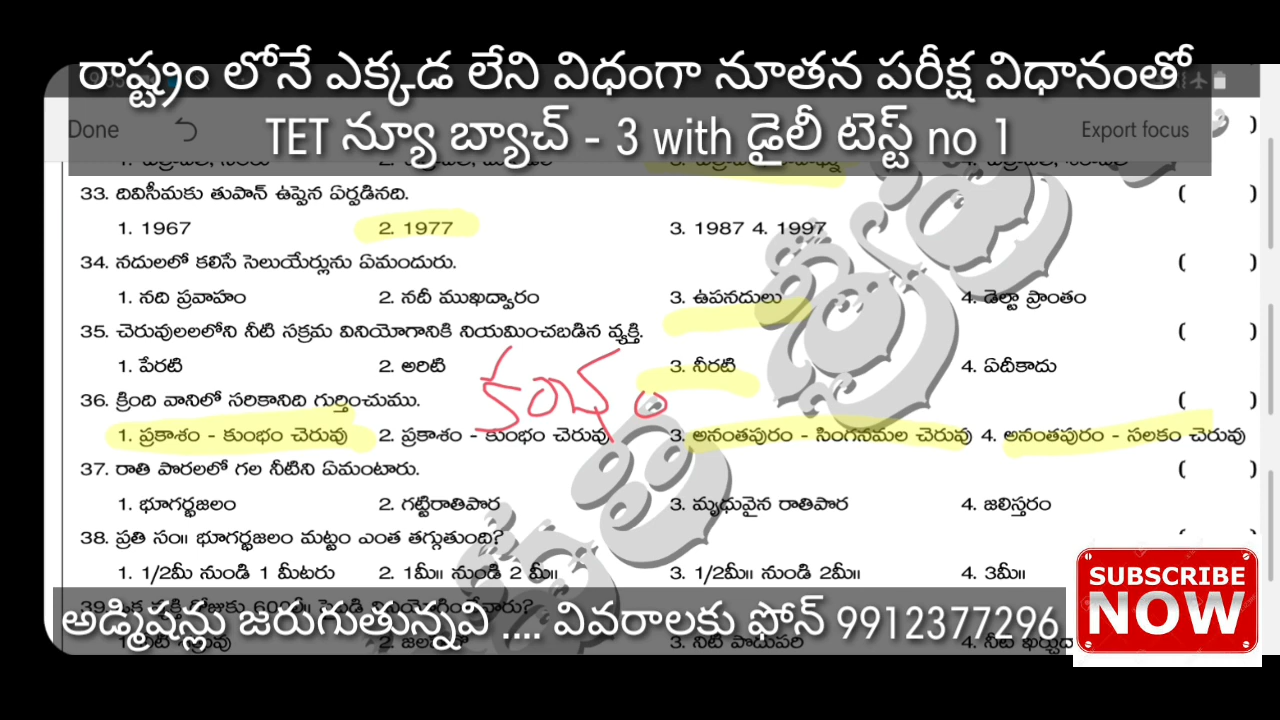 రాష్ట్రం లోనే ఎక్కడ లేని విధంగా నూతన పరీక్ష విధానంతో
Done Export focus
TET న్యూ బ్యాచ్ - 3 with డైలీ టెస్ట్ no 1
33. దివిసీమకు తుపాన్ ఉప్పెన ఏర్పడినది. ( )
1. 1967 2. 1977 3. 1987 4. 1997
34. నదులలో కలిసే సెలుయేర్లును ఏమందురు. ( )
1. నది ప్రవాహం 2. నదీ ముఖద్వారం 3. ఉపనదులు 4. డెల్టా ప్రాంతం
35. చెరువులలలోని నీటి సక్రమ వినియోగానికి నియమించబడిన వ్యక్తి. ( )
1. పేరటి 2. అరిటి 3. నీరటి 4. ఏదీకాదు
కంభం
36. క్రింది వానిలో సరికానిది గుర్తించుము. ( )
1. ప్రకాశం - కుంభం చెరువు 2. ప్రకాశం - కుంభం చెరువు 3. అనంతపురం - సింగనమల చెరువు 4. అనంతపురం - సలకం చెరువు
37. రాతి పొరలలో గల నీటిని ఏమంటారు. ( )
1. భూగర్భజలం 2. గట్టిరాతిపొర 3. మృధువైన రాతిపొర 4. జలిస్తరం
38. ప్రతి సం॥ భూగర్భజలం మట్టం ఎంత తగ్గుతుంది?
1. 1/2మీ నుండి 1 మీటరు 2. 1మీ॥ నుండి 2 మీ॥ 3. 1/2మీ॥ నుండి 2మీ॥ 4. 3మీ॥
SUBSCRIBE
NOW
అడ్మిషన్లు జరుగుతున్నవి .... వివరాలకు ఫోన్ 9912377296